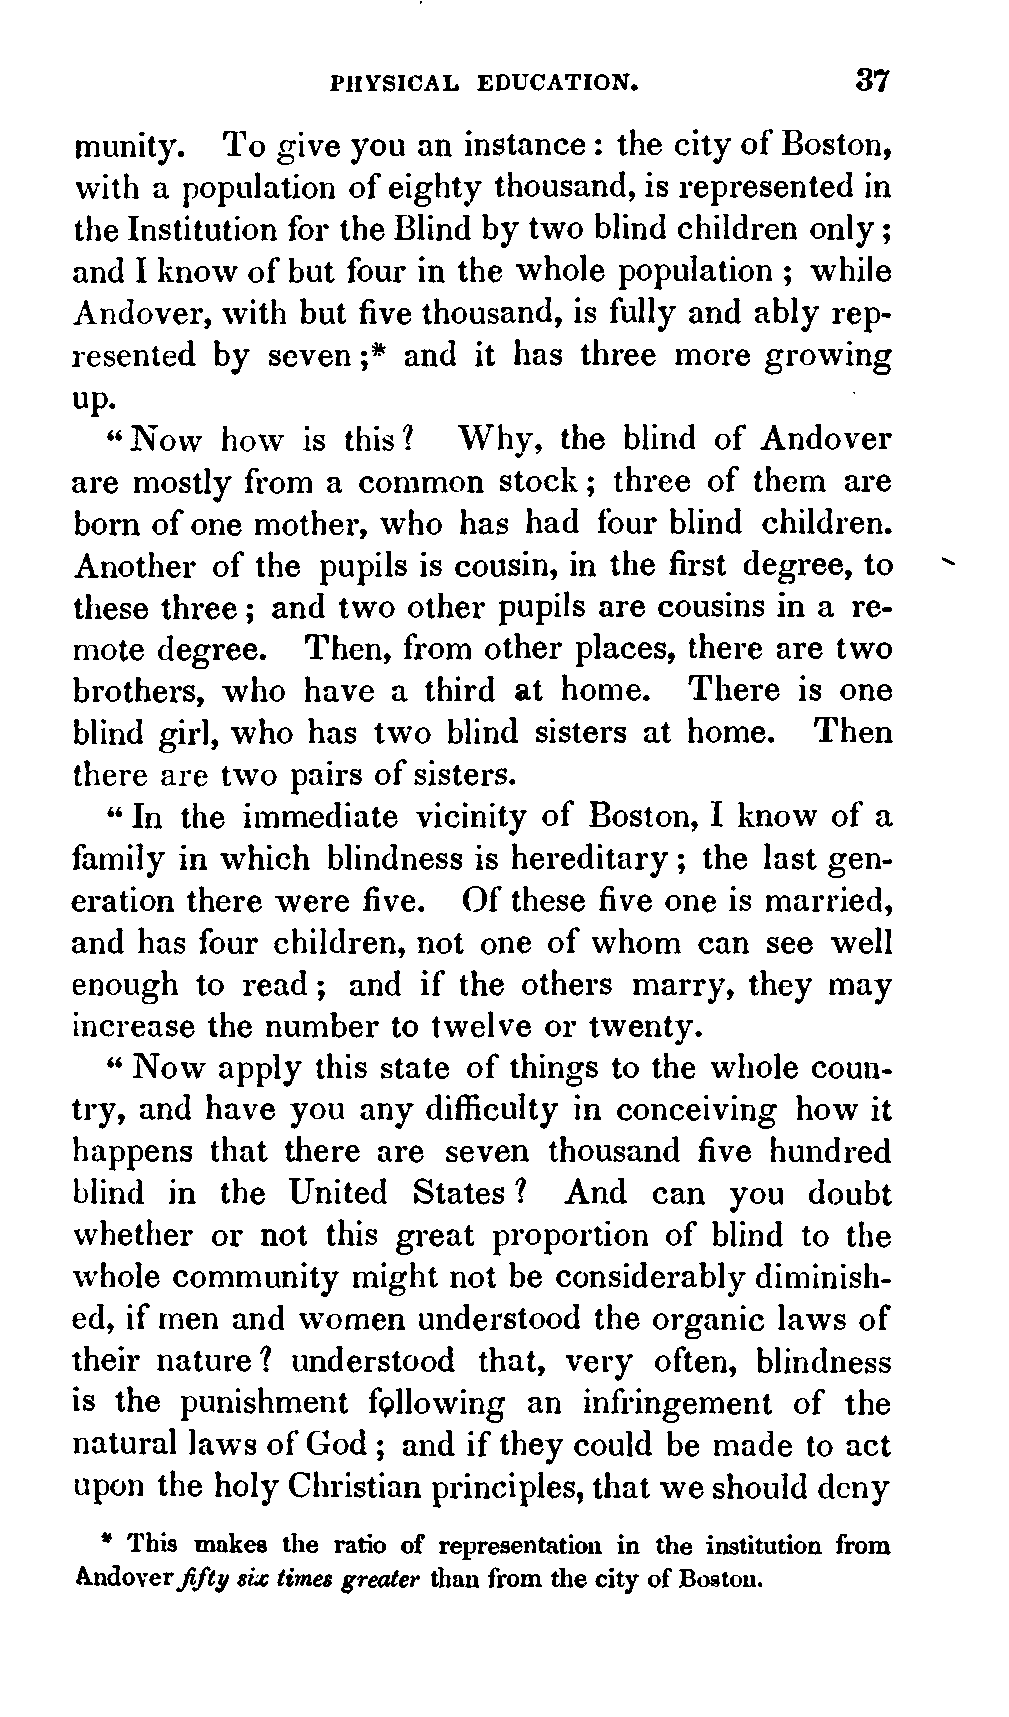 PHYSICAL EDUCATION. 37
munity. To give you an instance : the city of Boston,
with a population of eighty thousand, is represented in
the Institution for the Blind by two blind children only ;
and I know of but four in the whole population ; while
Andover, with but five thousand, is fully and ably rep-
resented by seven ;* and it has three more growing
up.
“ Now how is this ? Why, the blind of Andover
are mostly from a common stock ; three of them are
born of one mother, who has had four blind children.
Another of the pupils is cousin, in the first degree, to
these three ; and two other pupils are cousins in a re-
mote degree. Then, from other places, there are two
brothers, who have a third at home. There is one
blind girl, who has two blind sisters at home. Then
there are two pairs of sisters.
“ In the immediate vicinity of Boston, I know of a
family in which blindness is hereditary ; the last gen-
eration there were five. Of these five one is married,
and has four children, not one of whom can see well
enough to read ; and if the others marry, they may
increase the number to twelve or twenty.
“ Now apply this state of things to the whole coun-
try, and have you any difficulty in conceiving how it
happens that there are seven thousand five hundred
blind in the United States ? And can you doubt
whether or not this great proportion of blind to the
whole community might not be considerably diminish-
ed, if men and women understood the organic laws of
their nature ? understood that, very often, blindness
is the punishment following an infringement of the
natural laws of God ; and if they could be made to act
upon the holy Christian principles, that we should deny
* This makes the ratio of representation in the institution from
Andover fifty six times greater than from the city of Boston.